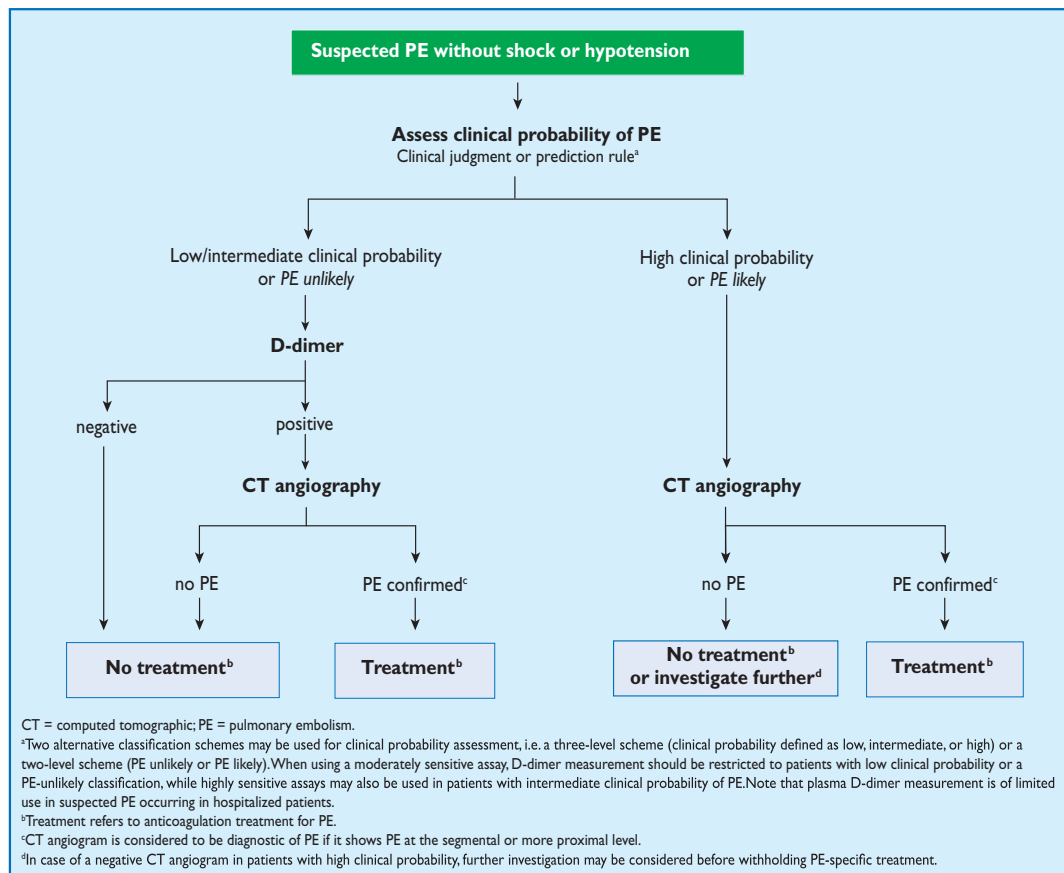 Suspected PE without shock or hypotension
Assess clinical probability of PE
Clinical judgment or prediction ruleᵃ
Low/intermediate clinical probability
or PE unlikely
High clinical probability
or PE likely
D-dimer
negative
positive
CT angiography
CT angiography
no PE
PE confirmedᶜ
no PE
PE confirmedᶜ
No treatmentᵇ
Treatmentᵇ
No treatmentᵇ
or investigate furtherᵈ
Treatmentᵇ
CT = computed tomographic; PE = pulmonary embolism.
ᵃTwo alternative classification schemes may be used for clinical probability assessment, i.e. a three-level scheme (clinical probability defined as low, intermediate, or high) or a
two-level scheme (PE unlikely or PE likely). When using a moderately sensitive assay, D-dimer measurement should be restricted to patients with low clinical probability or a
PE-unlikely classification, while highly sensitive assays may also be used in patients with intermediate clinical probability of PE. Note that plasma D-dimer measurement is of limited
use in suspected PE occurring in hospitalized patients.
ᵇTreatment refers to anticoagulation treatment for PE.
ᶜCT angiogram is considered to be diagnostic of PE if it shows PE at the segmental or more proximal level.
ᵈIn case of a negative CT angiogram in patients with high clinical probability, further investigation may be considered before withholding PE-specific treatment.